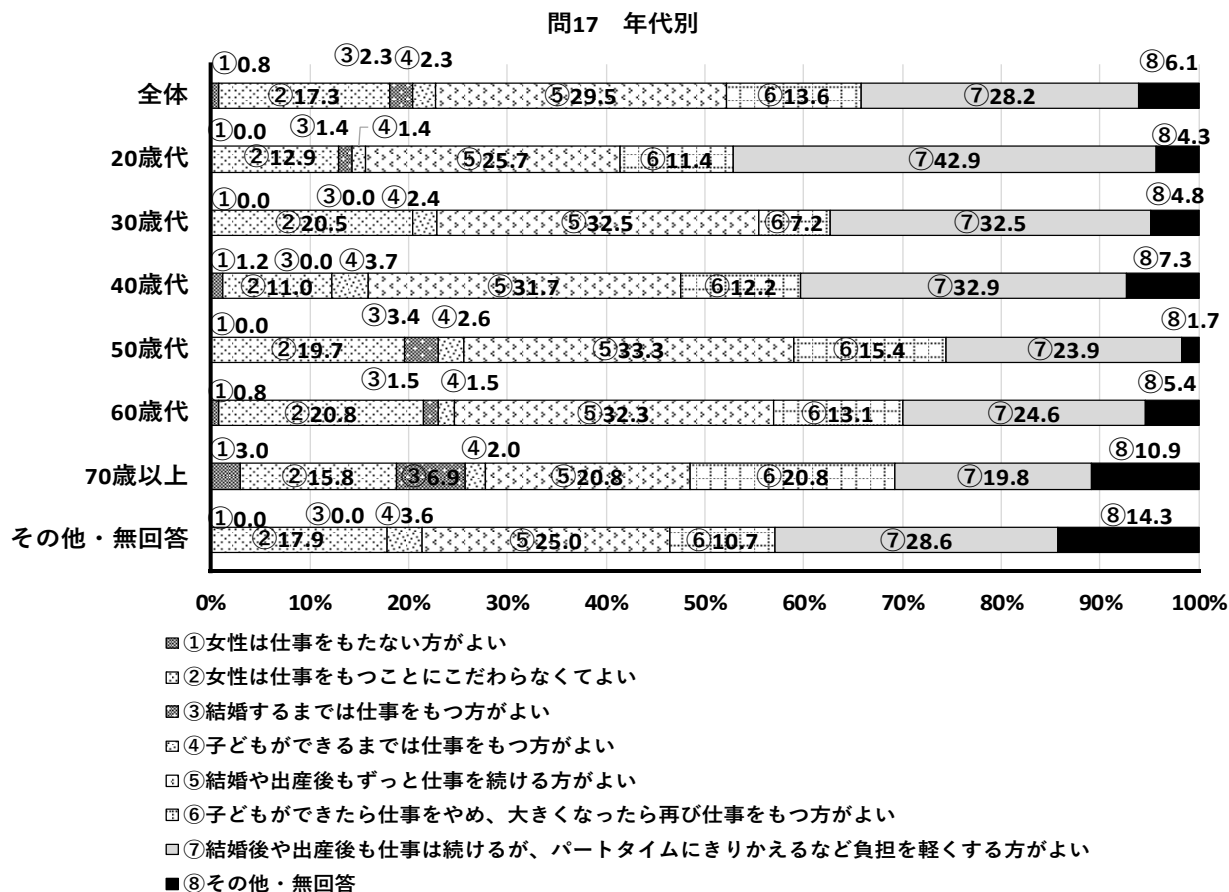 問17　年代別
①0.8 ③2.3 ④2.3 ⑧6.1
全体 ②17.3 ⑤29.5 ⑥13.6 ⑦28.2
①0.0 ③1.4 ④1.4 ⑧4.3
20歳代 ②12.9 ⑤25.7 ⑥11.4 ⑦42.9
①0.0 ③0.0 ④2.4 ⑧4.8
30歳代 ②20.5 ⑤32.5 ⑥7.2 ⑦32.5
①1.2 ③0.0 ④3.7 ⑧7.3
40歳代 ②11.0 ⑤31.7 ⑥12.2 ⑦32.9
①0.0 ③3.4 ④2.6 ⑧1.7
50歳代 ②19.7 ⑤33.3 ⑥15.4 ⑦23.9
①0.8 ③1.5 ④1.5 ⑧5.4
60歳代 ②20.8 ⑤32.3 ⑥13.1 ⑦24.6
①3.0 ④2.0 ⑧10.9
70歳以上 ②15.8 ③6.9 ⑤20.8 ⑥20.8 ⑦19.8
①0.0 ③0.0 ④3.6 ⑧14.3
その他・無回答 ②17.9 ⑤25.0 ⑥10.7 ⑦28.6
0% 10% 20% 30% 40% 50% 60% 70% 80% 90% 100%
①女性は仕事をもたない方がよい
②女性は仕事をもつことにこだわらなくてよい
③結婚するまでは仕事をもつ方がよい
④子どもができるまでは仕事をもつ方がよい
⑤結婚や出産後もずっと仕事を続ける方がよい
⑥子どもができたら仕事をやめ、大きくなったら再び仕事をもつ方がよい
⑦結婚後や出産後も仕事は続けるが、パートタイムにきりかえるなど負担を軽くする方がよい
⑧その他・無回答